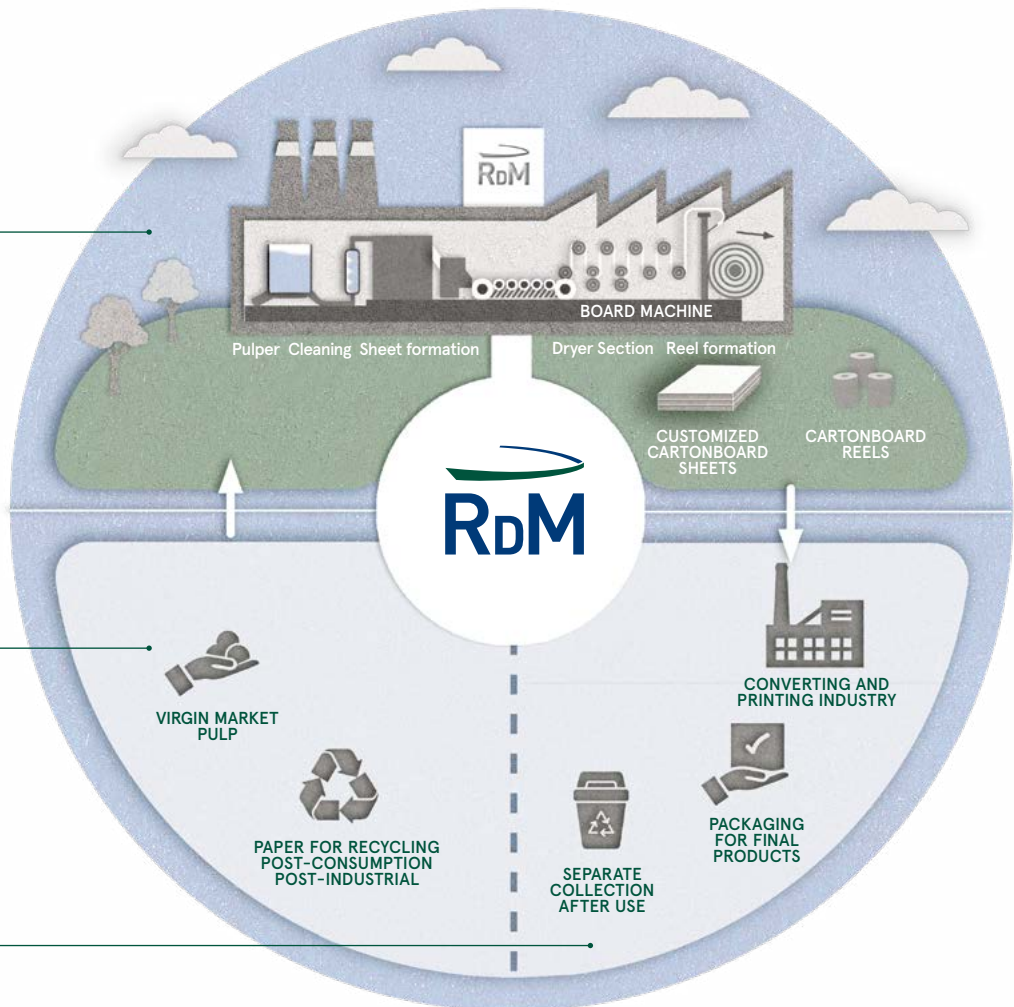 RDM
BOARD MACHINE
Pulper Cleaning Sheet formation
Dryer Section Reel formation
CUSTOMIZED
CARTONBOARD
SHEETS
CARTONBOARD
REELS
RDM
VIRGIN MARKET
PULP
PAPER FOR RECYCLING
POST-CONSUMPTION
POST-INDUSTRIAL
CONVERTING AND
PRINTING INDUSTRY
PACKAGING
FOR FINAL
PRODUCTS
SEPARATE
COLLECTION
AFTER USE